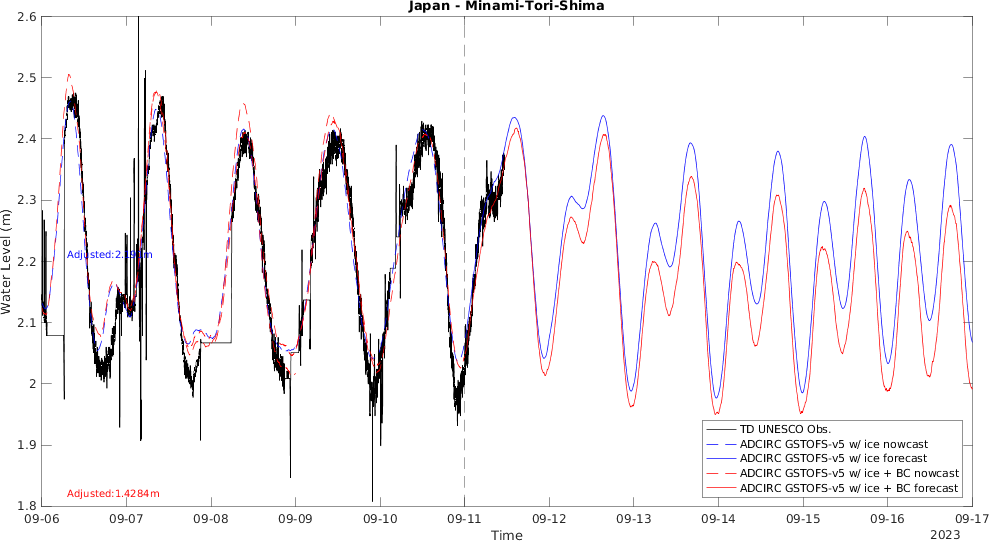 Japan - Minami-Tori-Shima
2.6
2.5
2.4
2.3
2.2
2.1
2
1.9
1.8
Water Level (m)
Adjusted:1.4284m
TD UNESCO Obs.
ADCIRC GSTOFS-v5 w/ ice nowcast
ADCIRC GSTOFS-v5 w/ ice forecast
ADCIRC GSTOFS-v5 w/ ice + BC nowcast
ADCIRC GSTOFS-v5 w/ ice + BC forecast
09-06 09-07 09-08 09-09 09-10 09-11 09-12 09-13 09-14 09-15 09-16 09-17
Time
2023